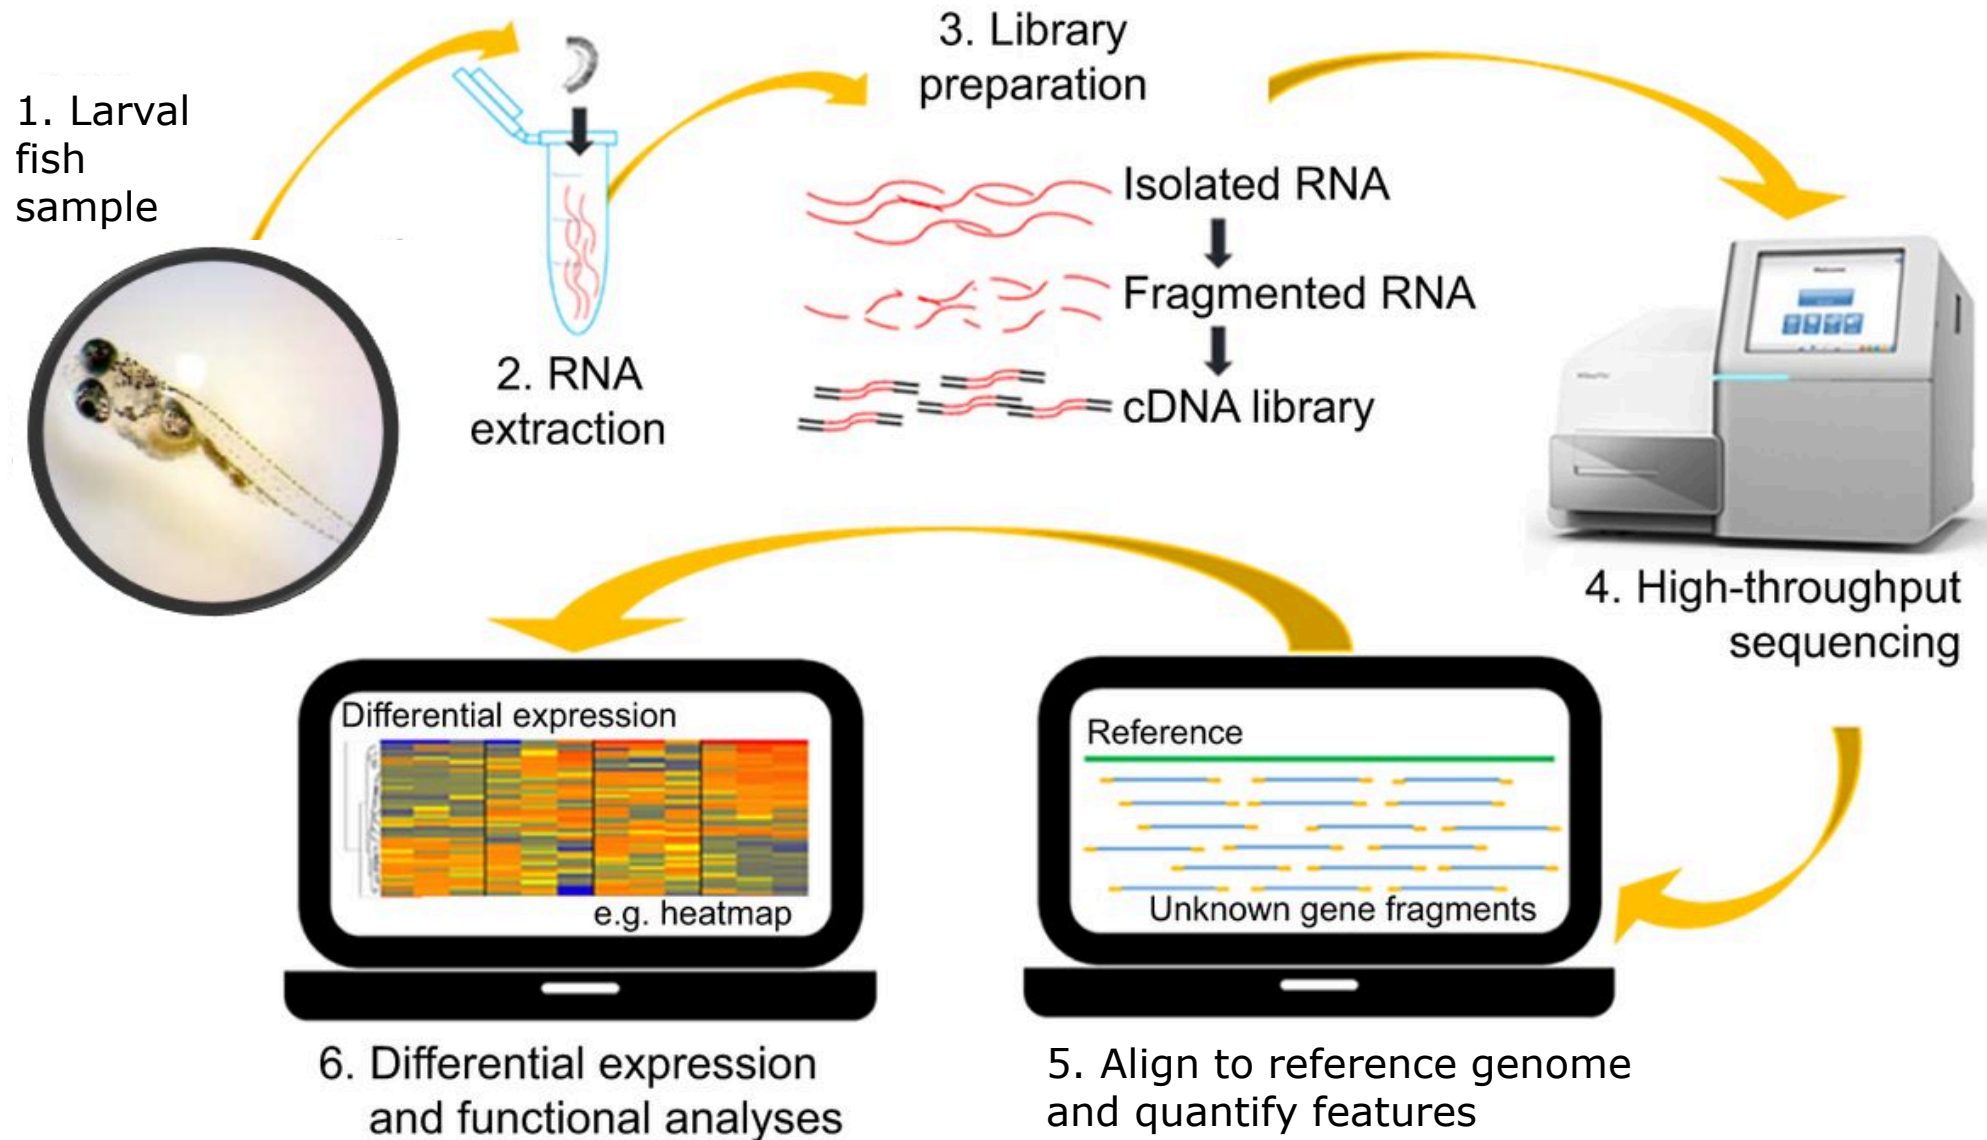 1. Larval
fish
sample
2. RNA
extraction
3. Library
preparation
Isolated RNA
Fragmented RNA
cDNA library
4. High-throughput
sequencing
Reference
Unknown gene fragments
5. Align to reference genome
and quantify features
Differential expression
e.g. heatmap
6. Differential expression
and functional analyses